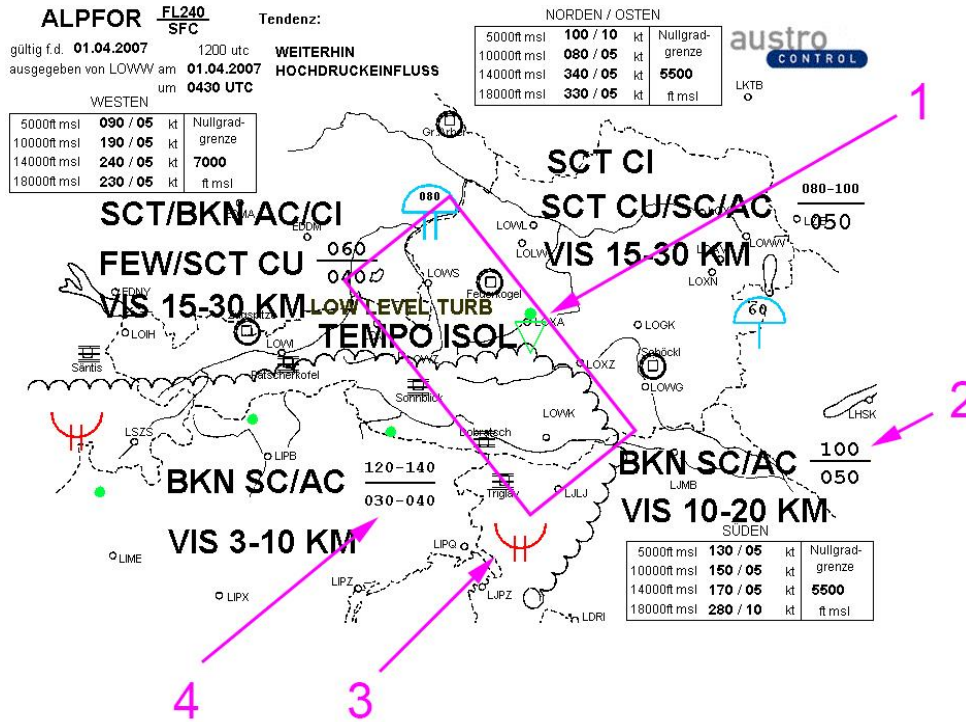 ALPFOR FL240
SFC
gültig f.d. 01.04.2007 1200 utc
ausgegeben von LOWW am 01.04.2007
um 0430 UTC
Tendenz:
WEITERHIN
HOCHDRUCKEINFLUSS
NORDEN / OSTEN
5000ft msl 100 / 10 kt Nullgrad-
10000ft msl 080 / 05 kt grenze
14000ft msl 340 / 05 kt 5500
18000ft msl 330 / 05 kt ft msl
austro
CONTROL
WESTEN
5000ft msl 090 / 05 kt Nullgrad-
10000ft msl 190 / 05 kt grenze
14000ft msl 240 / 05 kt 7000
18000ft msl 230 / 05 kt ft msl
LKTB
1
Gr.Arber
SCT CI
SCT CU/SC/AC 080-100
050
VIS 15-30 KM
080
SCT/BKN AC/CI
EDDM
FEW/SCT CU 060
040
VIS 15-30 KM
LOWL
LOWW
LOXN
LOWS
Feuerkogel
EDNY
LOIH
LOWI
LOW LEVEL TURB
TEMPO ISOL
LOXA
LOGK
60
Säntis
Patscherkofel
Sonnblick
LOXZ
Schöckl
LOWG
LHSK
2
LSZS
LIPB
LOWK
Dobratsch
BKN SC/AC 120-140
030-040
VIS 3-10 KM
Triglav
LJLJ
LJMB
BKN SC/AC 100
050
VIS 10-20 KM
LIME
LIPQ
LIPX
LIPZ
LJPZ
LDRI
SÜDEN
5000ft msl 130 / 05 kt Nullgrad-
10000ft msl 150 / 05 kt grenze
14000ft msl 170 / 05 kt 5500
18000ft msl 280 / 10 kt ft msl
4
3